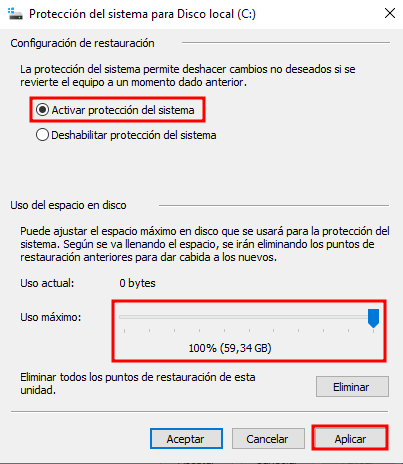 Protección del sistema para Disco local (C:)
Configuración de restauración
La protección del sistema permite deshacer cambios no deseados si se
revierte el equipo a un momento dado anterior.
Activar protección del sistema
Deshabilitar protección del sistema
Uso del espacio en disco
Puede ajustar el espacio máximo en disco que se usará para la protección del
sistema. Según se va llenando el espacio, se irán eliminando los puntos de
restauración anteriores para dar cabida a los nuevos.
Uso actual: 0 bytes
Uso máximo:
100% (59,34 GB)
Eliminar todos los puntos de restauración de esta
unidad.
Eliminar
Aceptar Cancelar Aplicar